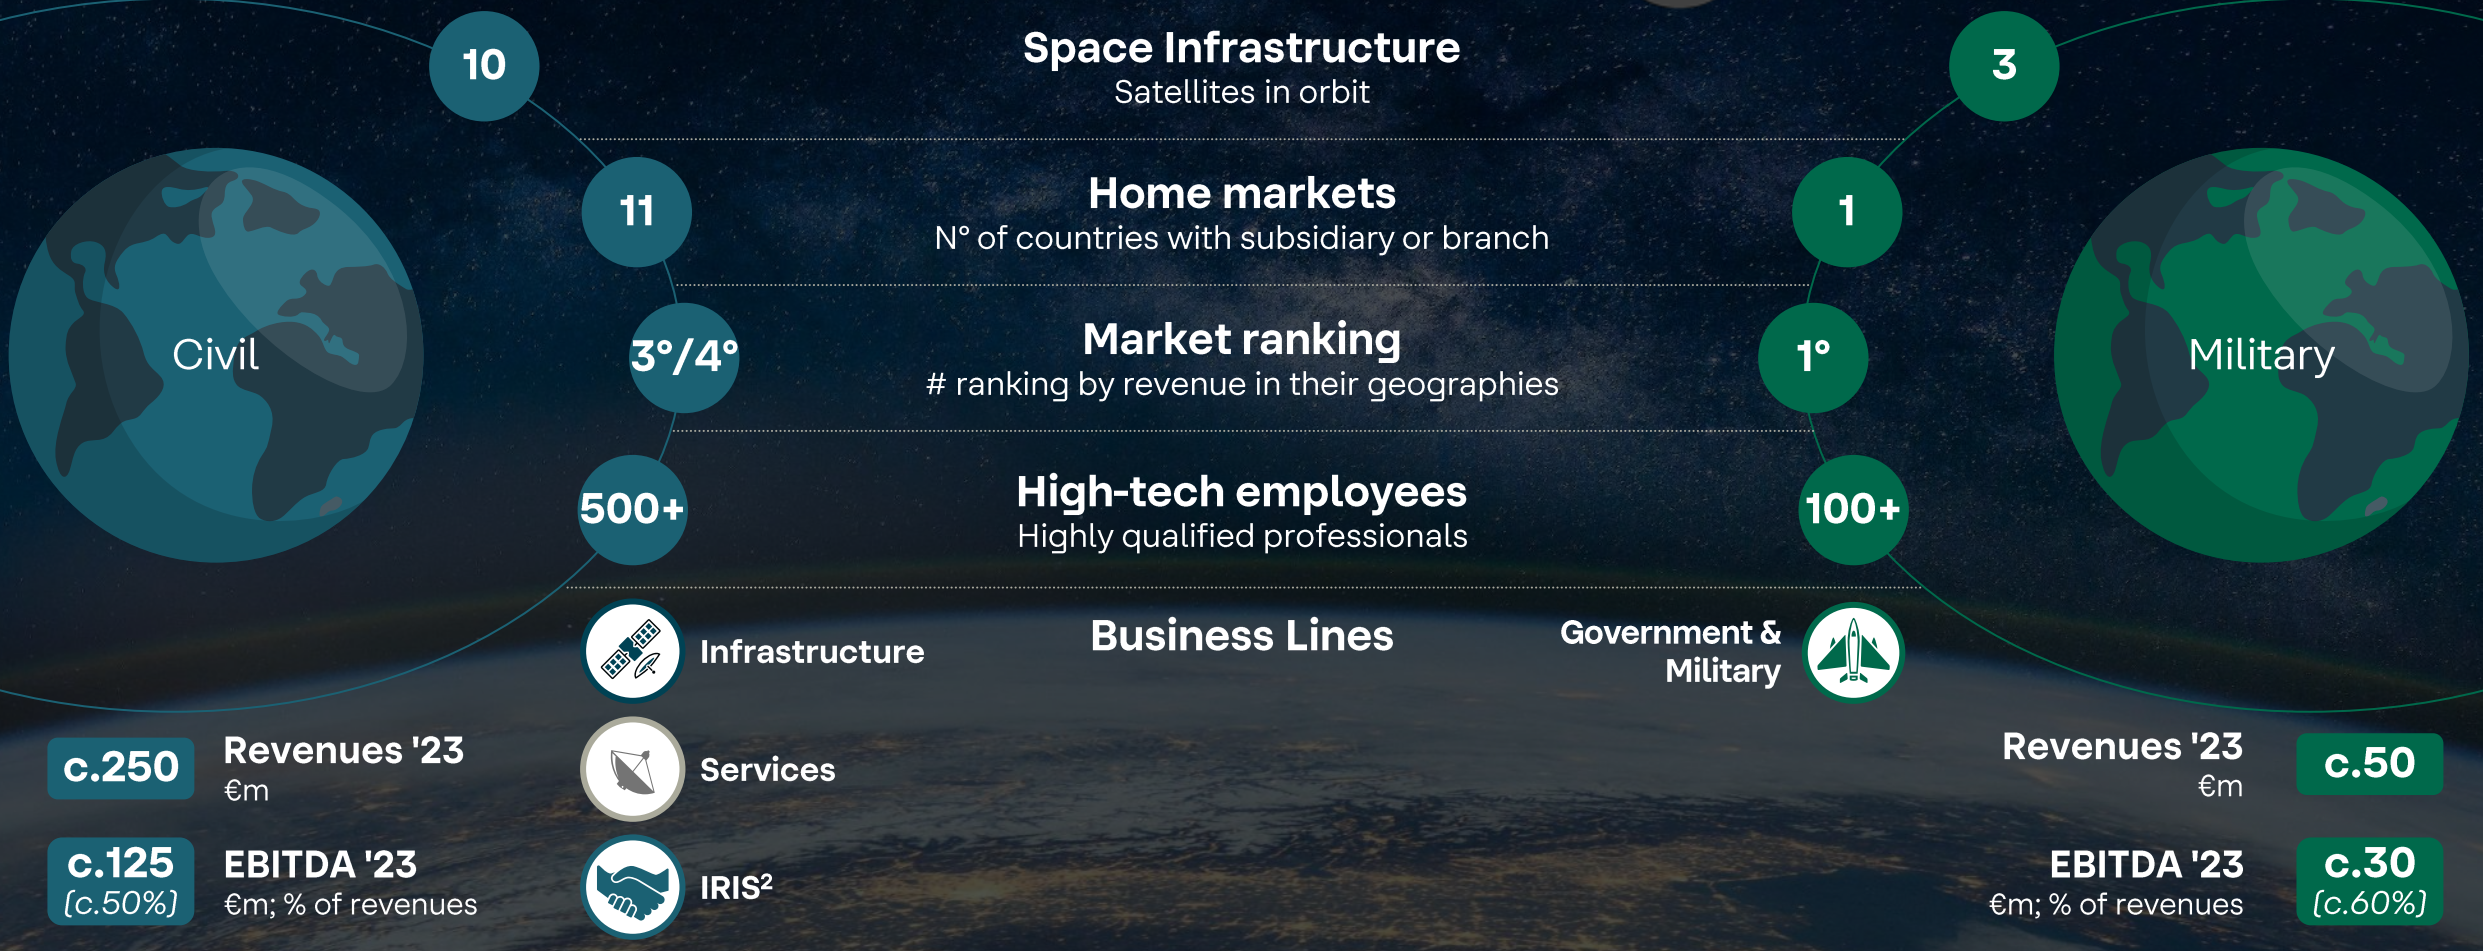 10
Space Infrastructure
Satellites in orbit
3
11
Home markets
N° of countries with subsidiary or branch
1
Civil
3°/4°
Market ranking
# ranking by revenue in their geographies
1°
Military
500+
High-tech employees
Highly qualified professionals
100+
Business Lines
Infrastructure
Government &
Military
Services
IRIS²
c.250
Revenues '23
€m
c.125
(c.50%)
EBITDA '23
€m; % of revenues
Revenues '23
€m
c.50
EBITDA '23
€m; % of revenues
c.30
(c.60%)